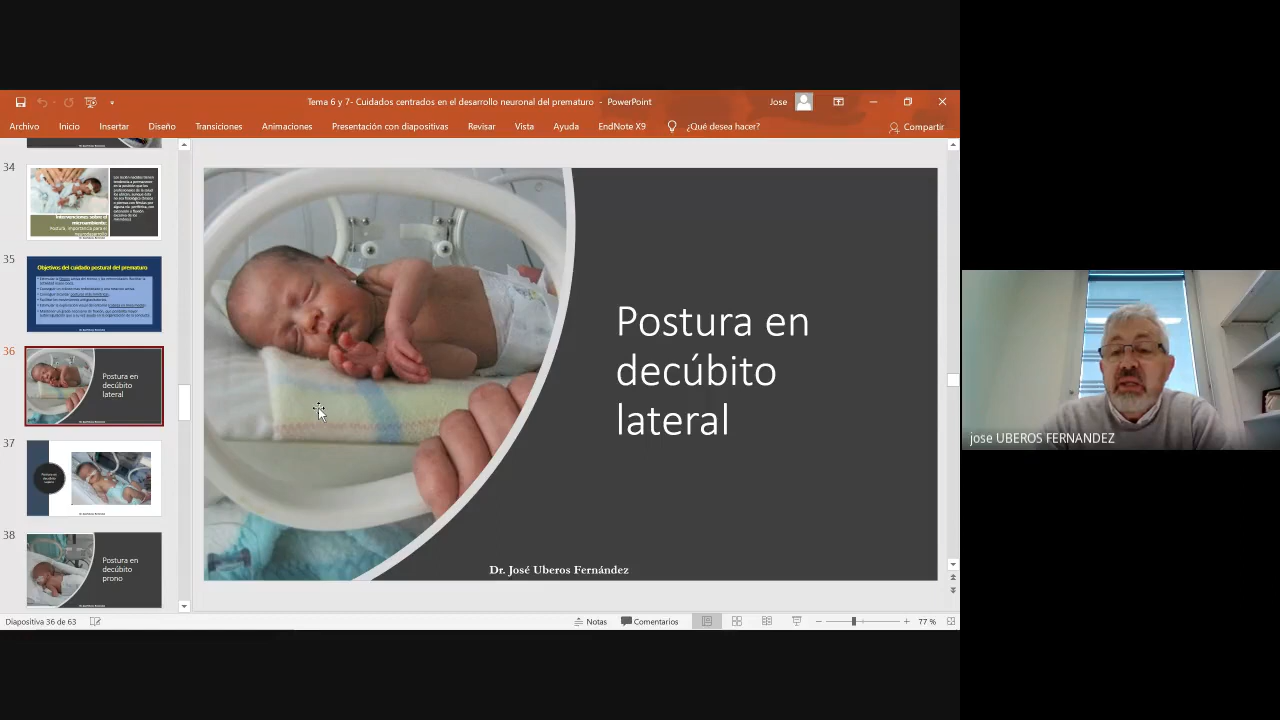 Tema 6 y 7- Cuidados centrados en el desarrollo neuronal del prematuro - PowerPoint
Jose
Archivo
Inicio
Insertar
Diseño
Transiciones
Animaciones
Presentación con diapositivas
Revisar
Vista
Ayuda
EndNote X9
¿Qué desea hacer?
Compartir
34
35
Objetivos del cuidado postural del prematuro
36
Postura en
decúbito
lateral
37
38
Postura en
decúbito
prono
Postura en
decúbito
lateral
Dr. José Uberos Fernández
jose UBEROS FERNANDEZ
Diapositiva 36 de 63
Notas
Comentarios
77 %